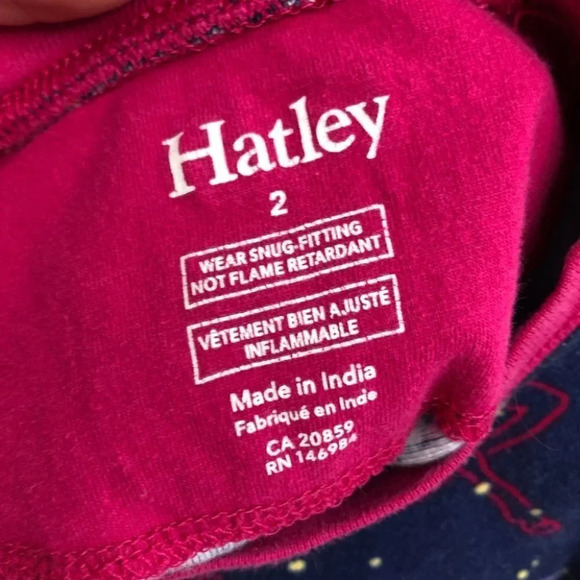 Hatley
2
WEAR SNUG-FITTING
NOT FLAME RETARDANT
VÊTEMENT BIEN AJUSTÉ
INFLAMMABLE
Made in India
Fabriqué en Inde
CA 20859
RN 146984